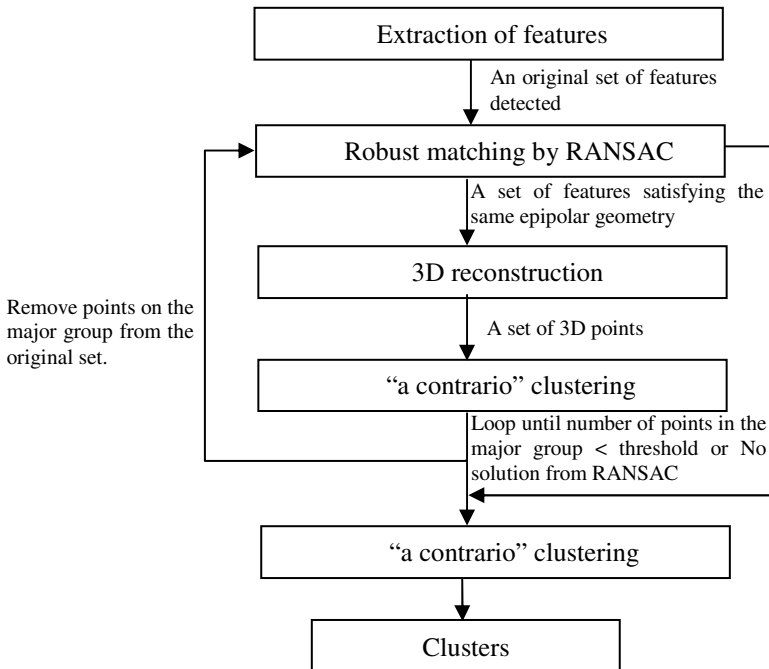 Extraction of features
An original set of features
detected
Robust matching by RANSAC
A set of features satisfying the
same epipolar geometry
3D reconstruction
Remove points on the
major group from the
original set.
A set of 3D points
“a contrario” clustering
Loop until number of points in the
major group < threshold or No
solution from RANSAC
“a contrario” clustering
Clusters